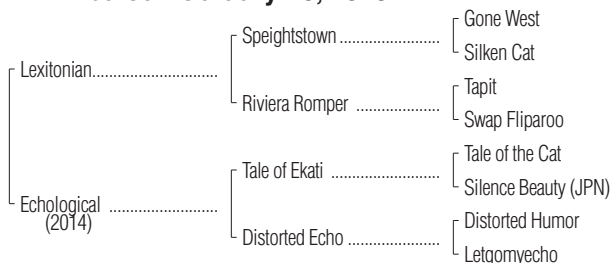 Gone West
Speightstown
Silken Cat
Lexitonian
Tapit
Riviera Romper
Swap Fliparoo
Tale of the Cat
Tale of Ekati
Silence Beauty (JPN)
Echological
(2014)
Distorted Humor
Distorted Echo
Letgomyecho